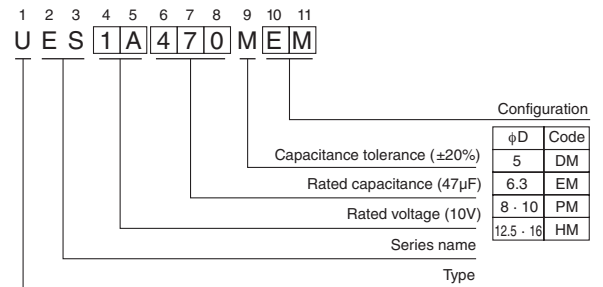 1 2 3 4 5 6 7 8 9 10 11
U E S 1 A 4 7 0 M E M
Configuration
φD Code
5 DM
6.3 EM
8 · 10 PM
12.5 · 16 HM
Capacitance tolerance (±20%)
Rated capacitance (47µF)
Rated voltage (10V)
Series name
Type